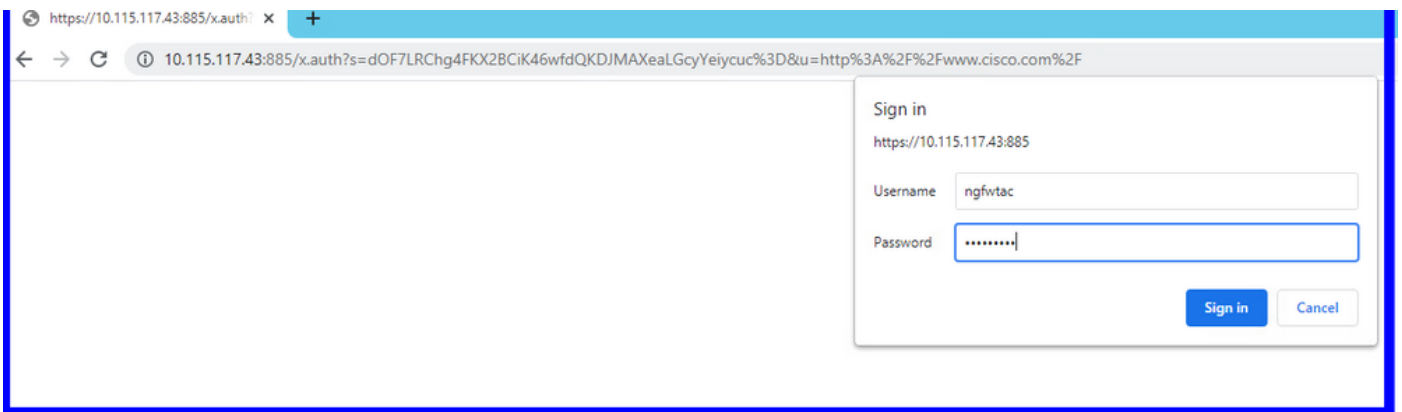 https://10.115.117.43:885/x.auth?
10.115.117.43:885/x.auth?s=dOF7LRChg4FKX2BCiK46wfdQKDJMAXeaLGcyYeiycuc%3D&u=http%3A%2F%2Fwww.cisco.com%2F
Sign in
https://10.115.117.43:885
Username ngfwtac
Password •••••••••
Sign in Cancel